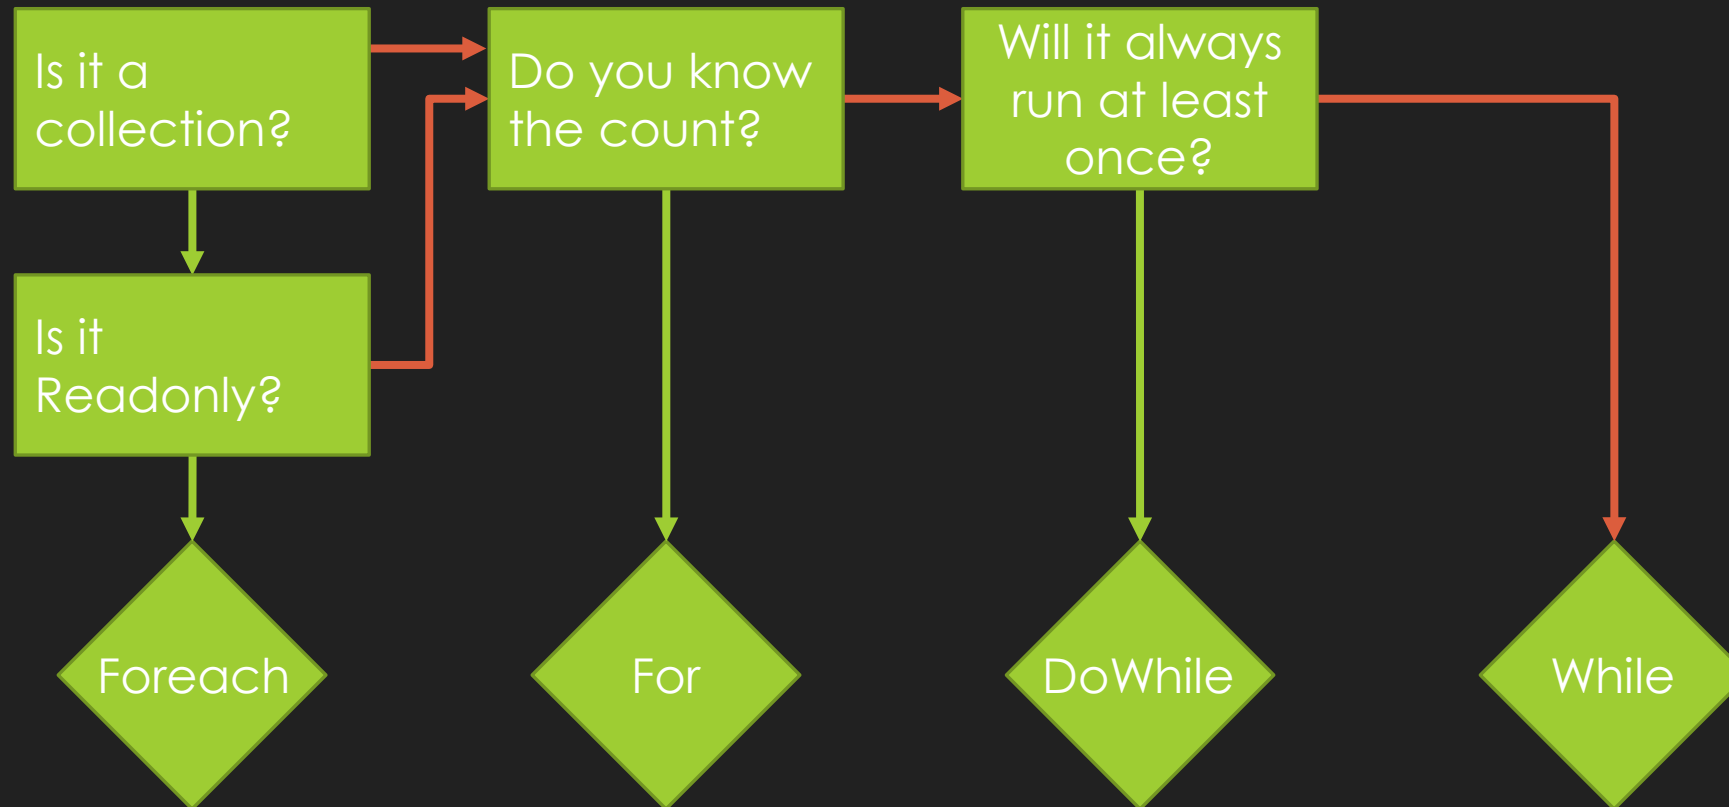 Is it a
collection?
Do you know
the count?
Will it always
run at least
once?
Is it
Readonly?
Foreach
For
DoWhile
While